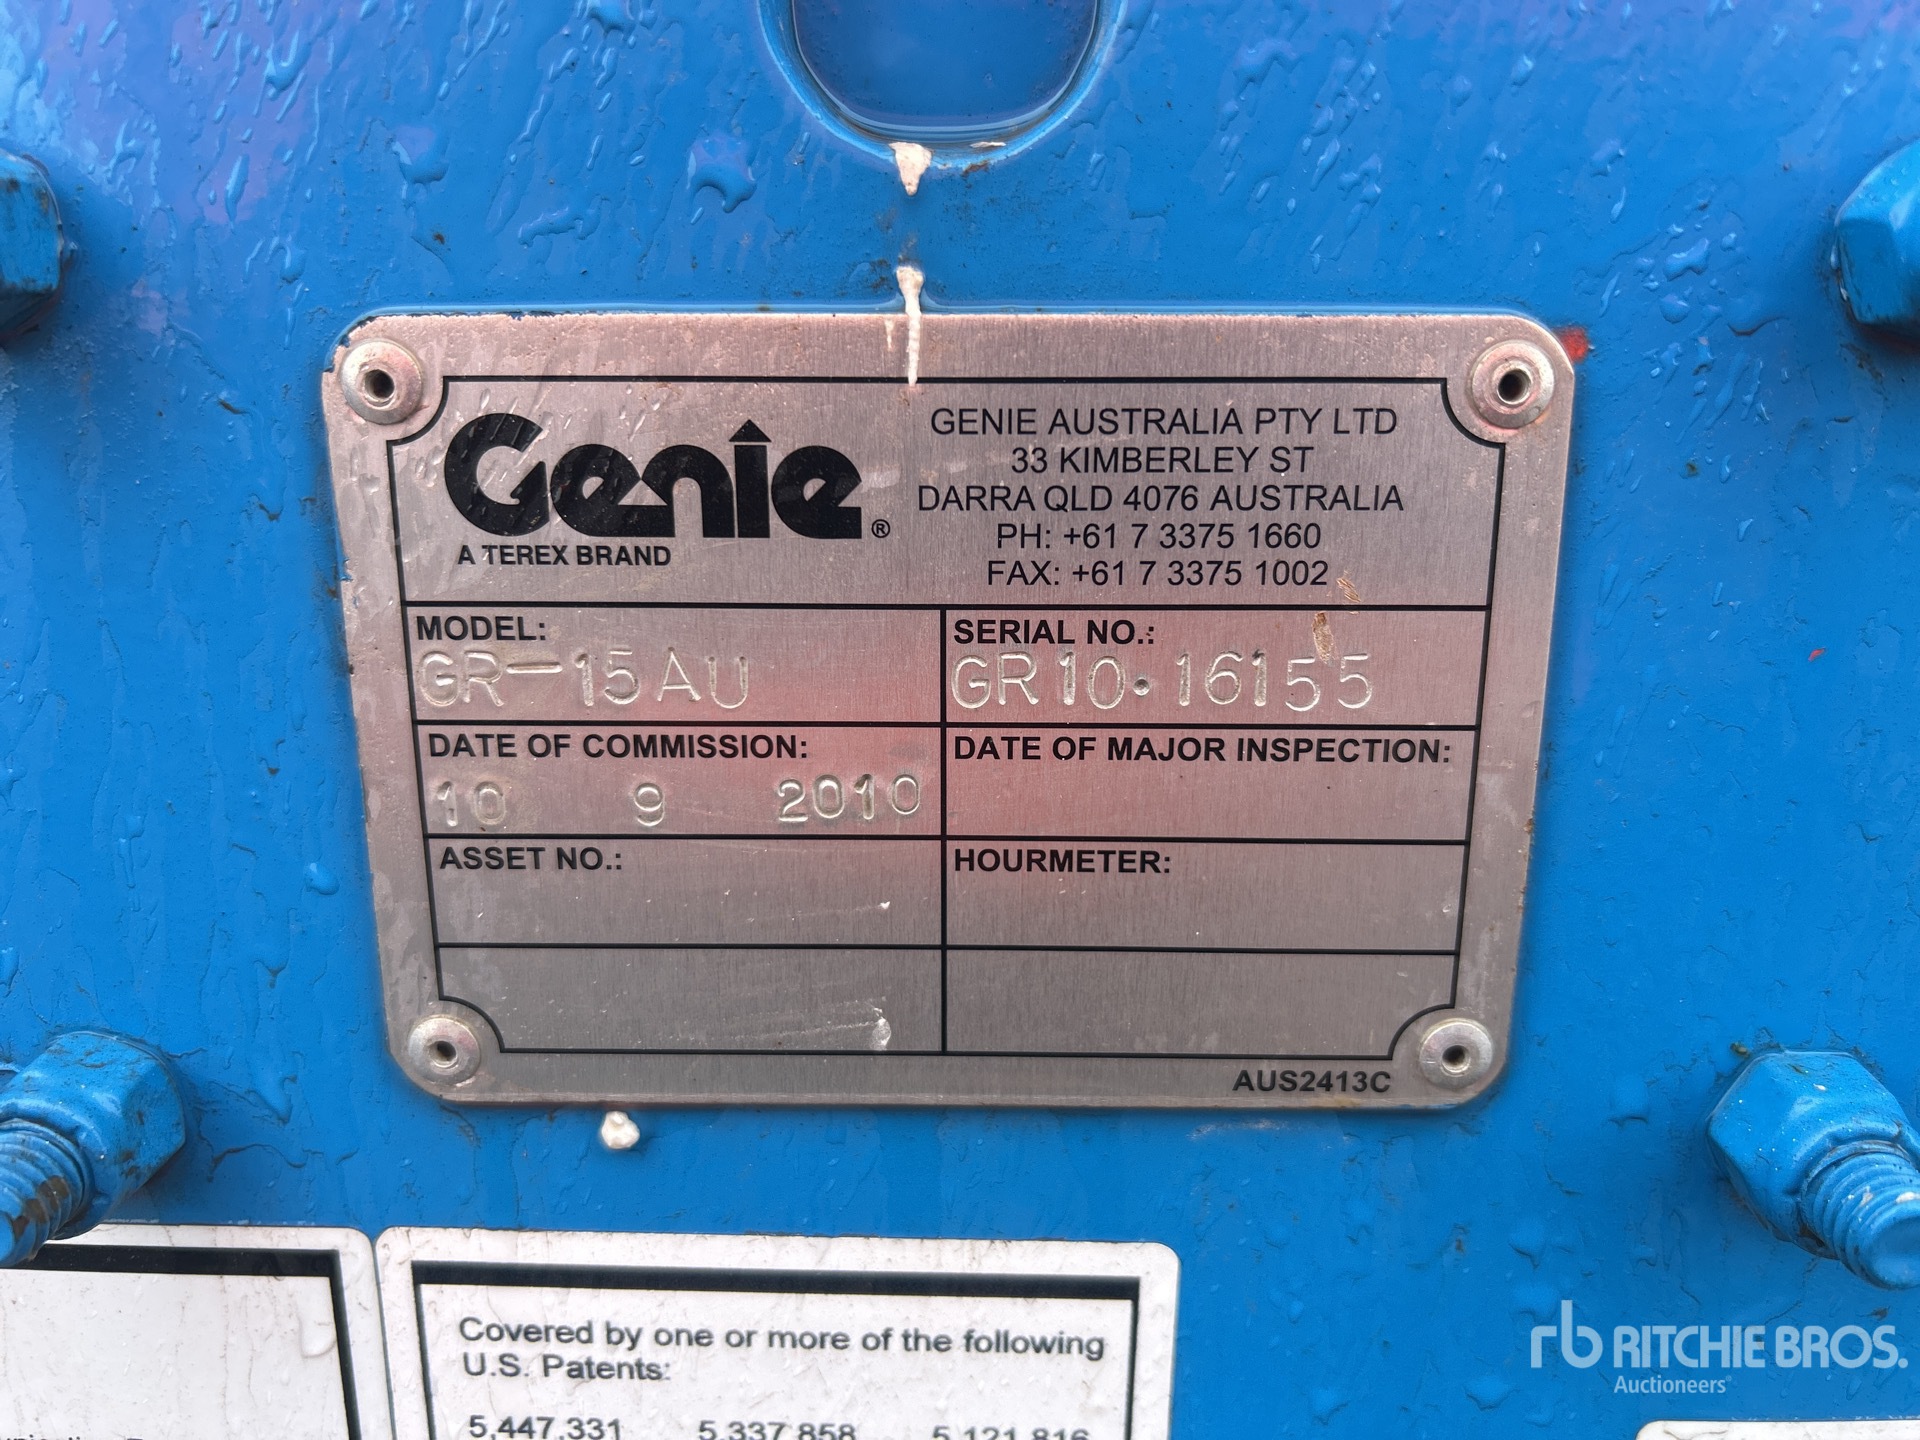 Genie®
A TEREX BRAND
GENIE AUSTRALIA PTY LTD
33 KIMBERLEY ST
DARRA QLD 4076 AUSTRALIA
PH: +61 7 3375 1660
FAX: +61 7 3375 1002
MODEL:
GR-15AU
SERIAL NO.:
GR10·16155
DATE OF COMMISSION:
10 9 2010
DATE OF MAJOR INSPECTION:
ASSET NO.:
HOURMETER:
AUS2413C
Covered by one or more of the following
U.S. Patents:
5,447,331 5,337,858 5,121,816
rb RITCHIE BROS.
Auctioneers